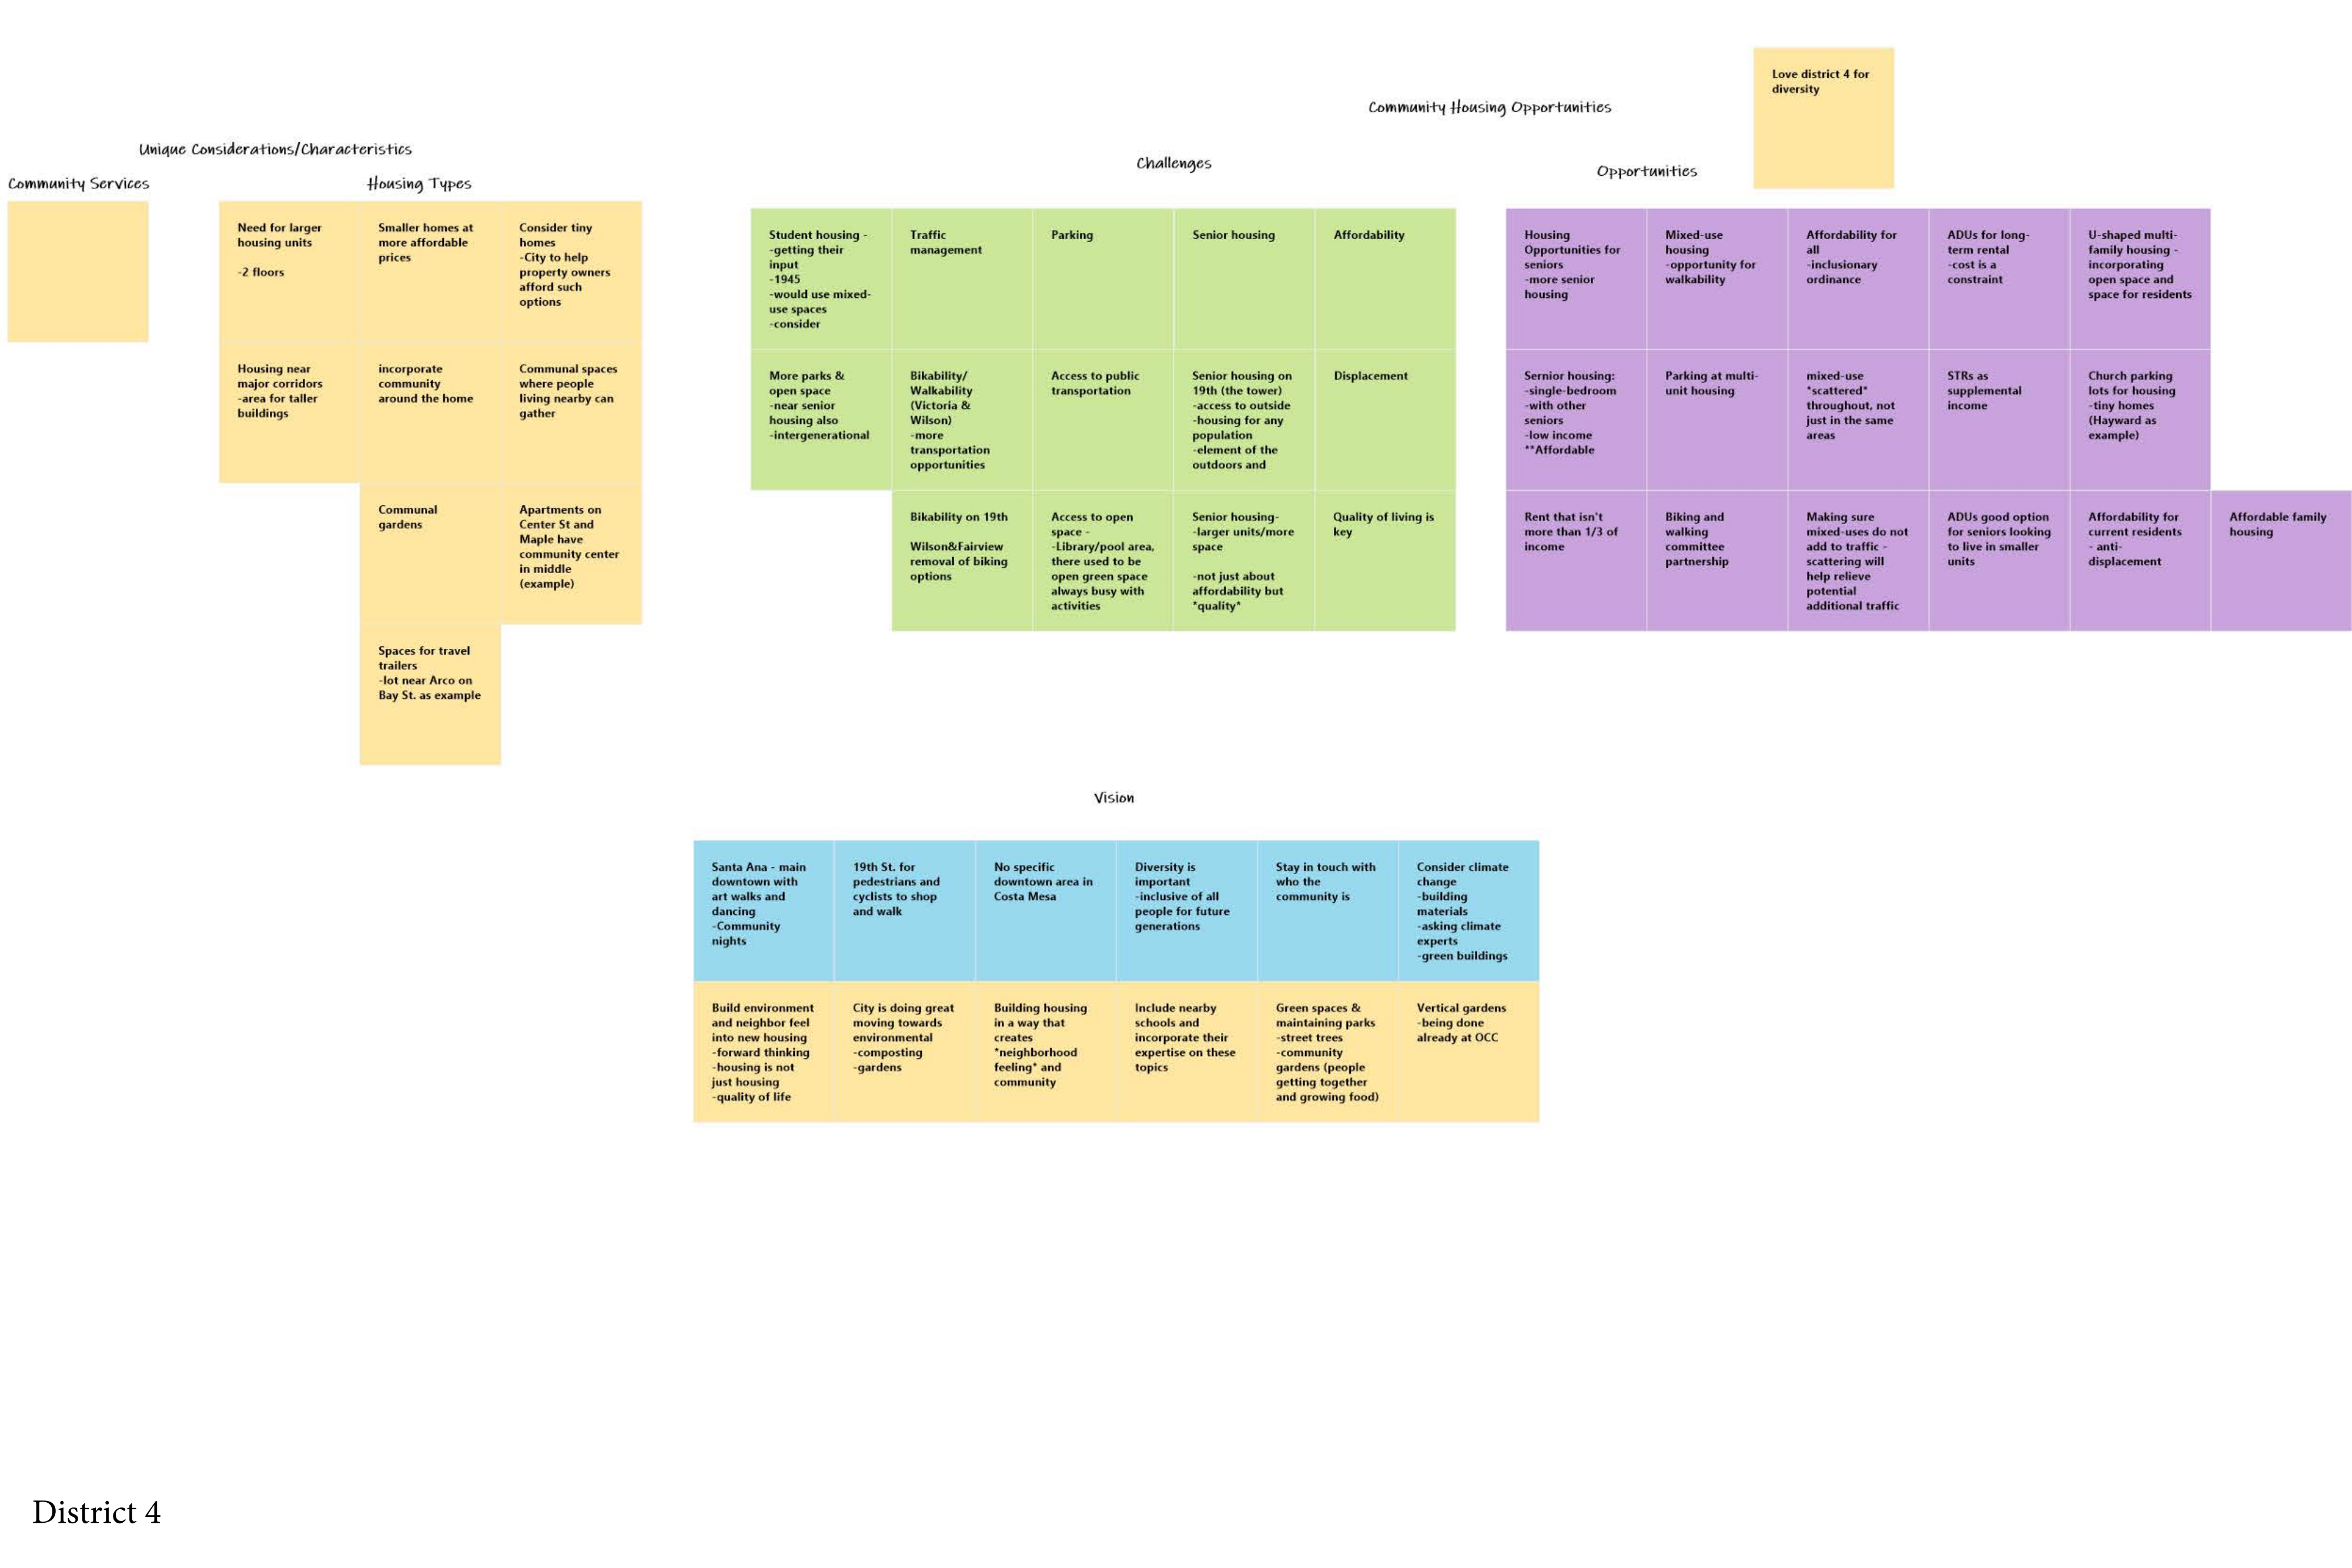 Love district 4 for
diversity
Community Housing Opportunities
Unique Considerations/Characteristics
Challenges
Opportunities
Community Services
Housing Types
Need for larger
housing units
-2 floors
Smaller homes at
more affordable
prices
Consider tiny
homes
-City to help
property owners
afford such
options
Housing near
major corridors
-area for taller
buildings
incorporate
community
around the home
Communal spaces
where people
living nearby can
gather
Communal
gardens
Apartments on
Center St and
Maple have
community center
in middle
(example)
Spaces for travel
trailers
-lot near Arco on
Bay St. as example
Student housing -
-getting their
input
-1945
-would use mixed-
use spaces
-consider
Traffic
management
Parking
Senior housing
Affordability
More parks &
open space
-near senior
housing also
-intergenerational
Bikability/
Walkability
(Victoria &
Wilson)
-more
transportation
opportunities
Access to public
transportation
Senior housing on
19th (the tower)
-access to outside
-housing for any
population
-element of the
outdoors and
Displacement
Bikability on 19th
Wilson&Fairview
removal of biking
options
Access to open
space -
-Library/pool area,
there used to be
open green space
always busy with
activities
Senior housing-
-larger units/more
space
-not just about
affordability but
*quality*
Quality of living is
key
Housing
Opportunities for
seniors
-more senior
housing
Mixed-use
housing
-opportunity for
walkability
Affordability for
all
-inclusionary
ordinance
ADUs for long-
term rental
-cost is a
constraint
U-shaped multi-
family housing -
incorporating
open space and
space for residents
Sernior housing:
-single-bedroom
-with other
seniors
-low income
**Affordable
Parking at multi-
unit housing
mixed-use
*scattered*
throughout, not
just in the same
areas
STRs as
supplemental
income
Church parking
lots for housing
-tiny homes
(Hayward as
example)
Rent that isn't
more than 1/3 of
income
Biking and
walking
committee
partnership
Making sure
mixed-uses do not
add to traffic -
scattering will
help relieve
potential
additional traffic
ADUs good option
for seniors looking
to live in smaller
units
Affordability for
current residents
- anti-
displacement
Affordable family
housing
Vision
Santa Ana - main
downtown with
art walks and
dancing
-Community
nights
19th St. for
pedestrians and
cyclists to shop
and walk
No specific
downtown area in
Costa Mesa
Diversity is
important
-inclusive of all
people for future
generations
Stay in touch with
who the
community is
Consider climate
change
-building
materials
-asking climate
experts
-green buildings
Build environment
and neighbor feel
into new housing
-forward thinking
-housing is not
just housing
-quality of life
City is doing great
moving towards
environmental
-composting
-gardens
Building housing
in a way that
creates
*neighborhood
feeling* and
community
Include nearby
schools and
incorporate their
expertise on these
topics
Green spaces &
maintaining parks
-street trees
-community
gardens (people
getting together
and growing food)
Vertical gardens
-being done
already at OCC
District 4